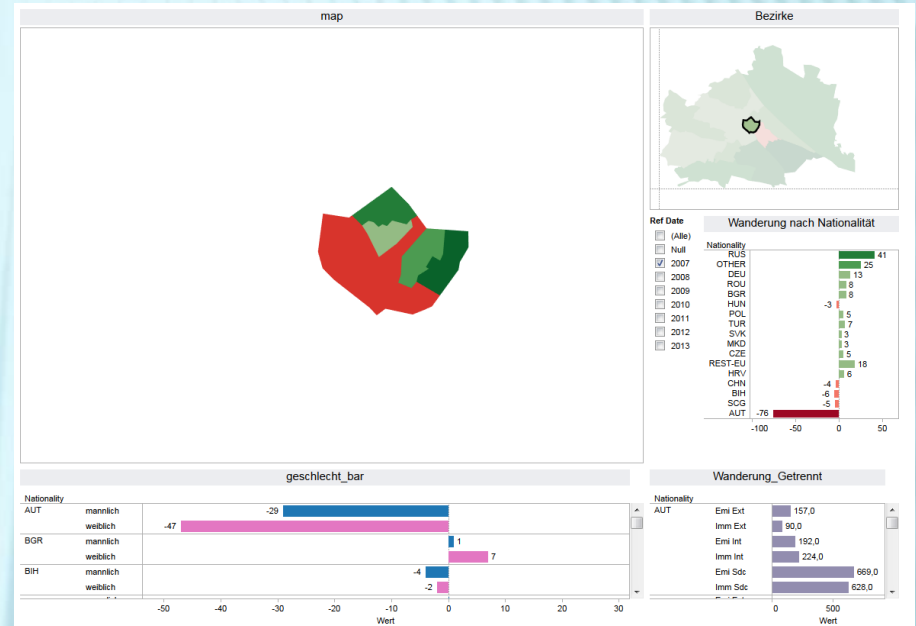 map
Bezirke
Ref Date
(Alle)
Null
2007
2008
2009
2010
2011
2012
2013
Wanderung nach Nationalität
Nationality
RUS 41
OTHER 25
DEU 13
ROU 8
BGR 8
HUN -3
POL 5
TUR 7
SVK 3
MKD 3
CZE 5
REST-EU 18
HRV 6
CHN -4
BIH -6
SCG -5
AUT -76
-100 -50 0 50
geschlecht_bar
Nationality
AUT mannlich -29
weiblich -47
BGR mannlich 1
weiblich 7
BIH mannlich -4
weiblich -2
-50 -40 -30 -20 -10 0 10 20 30
Wert
Wanderung_Getrennt
Nationality
AUT Emi Ext 157,0
Imm Ext 90,0
Emi Int 192,0
Imm Int 224,0
Emi Sdc 669,0
Imm Sdc 628,0
0 500
Wert